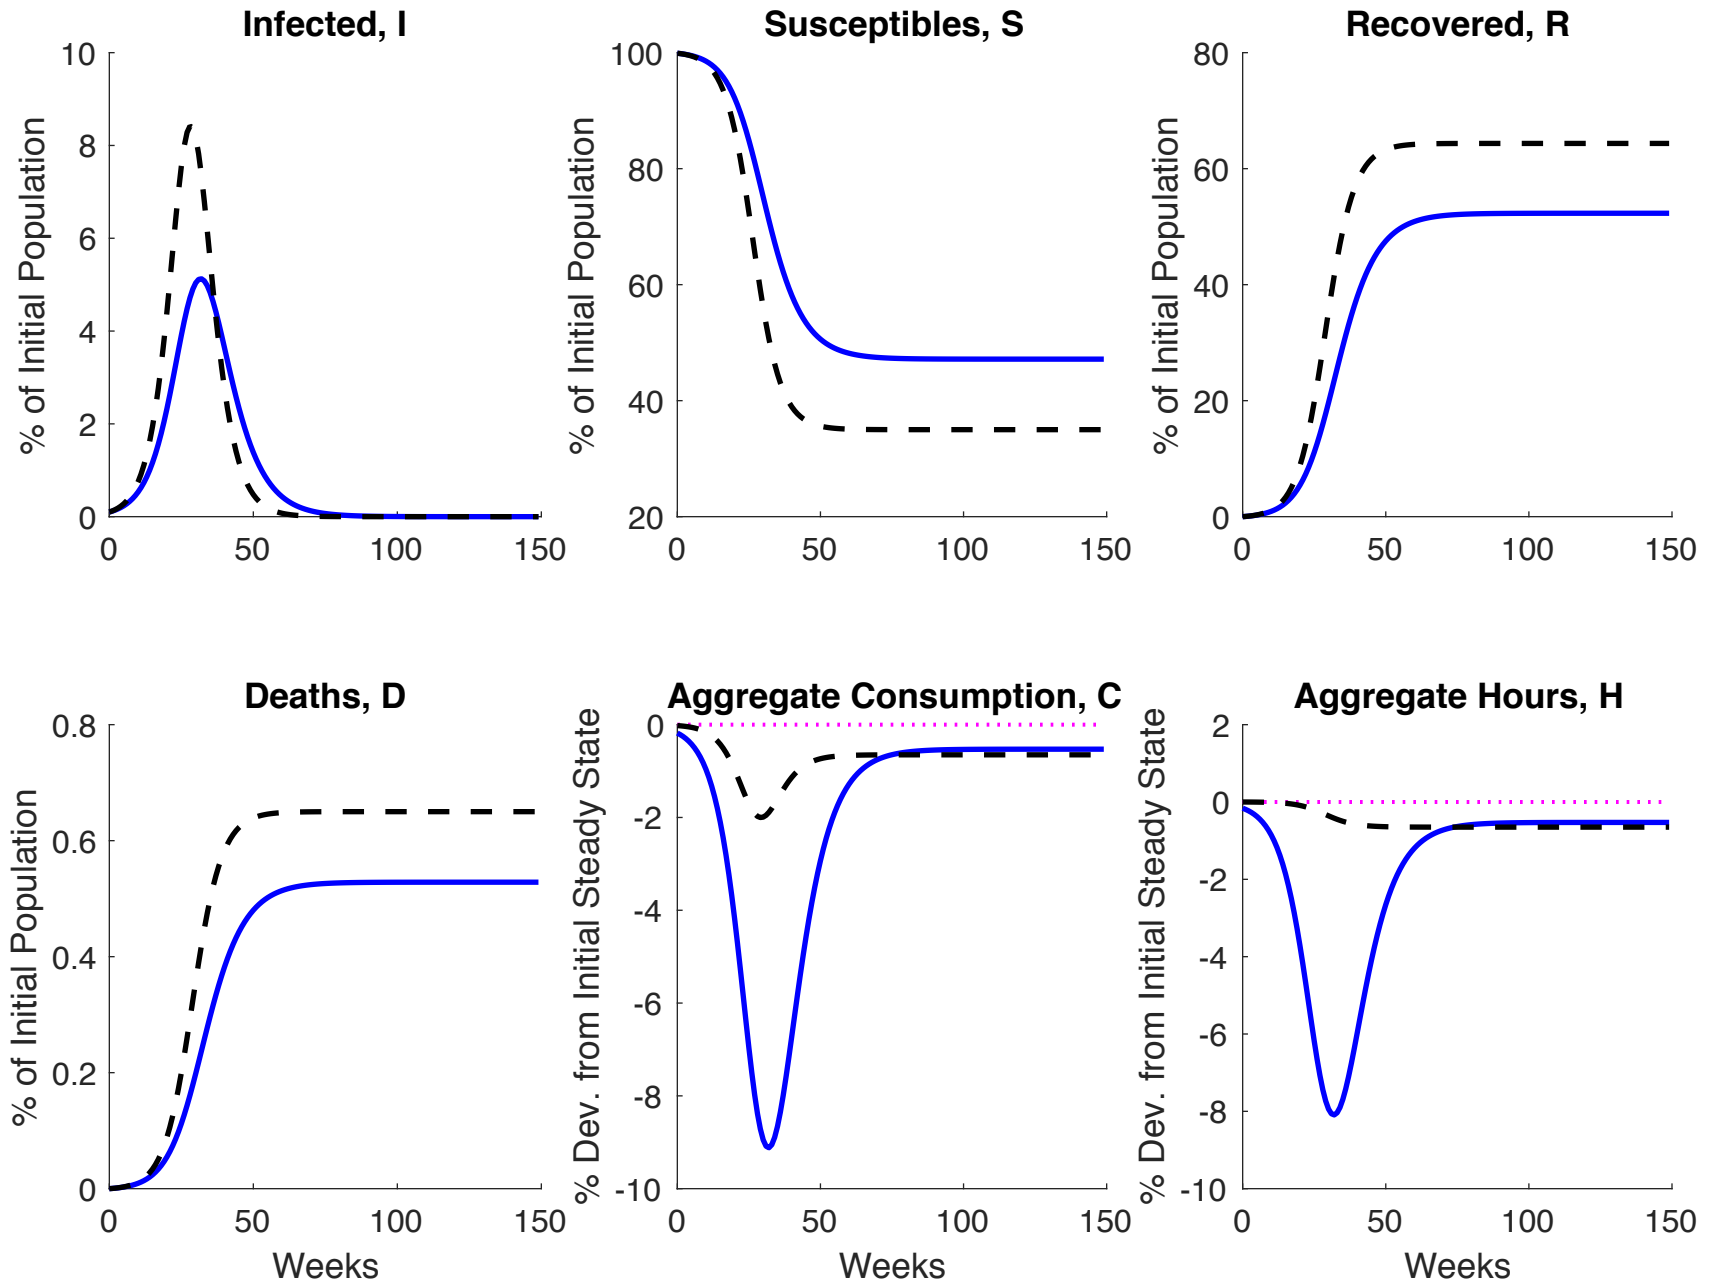 Infected, I
Susceptibles, S
Recovered, R
% of Initial Population
10
8
6
4
2
0
0 50 100 150
% of Initial Population
100
80
60
40
20
0 50 100 150
% of Initial Population
80
60
40
20
0
0 50 100 150
Deaths, D
Aggregate Consumption, C
Aggregate Hours, H
% of Initial Population
0.8
0.6
0.4
0.2
0
0 50 100 150
Weeks
% Dev. from Initial Steady State
0
-2
-4
-6
-8
-10
0 50 100 150
Weeks
% Dev. from Initial Steady State
2
0
-2
-4
-6
-8
-10
0 50 100 150
Weeks